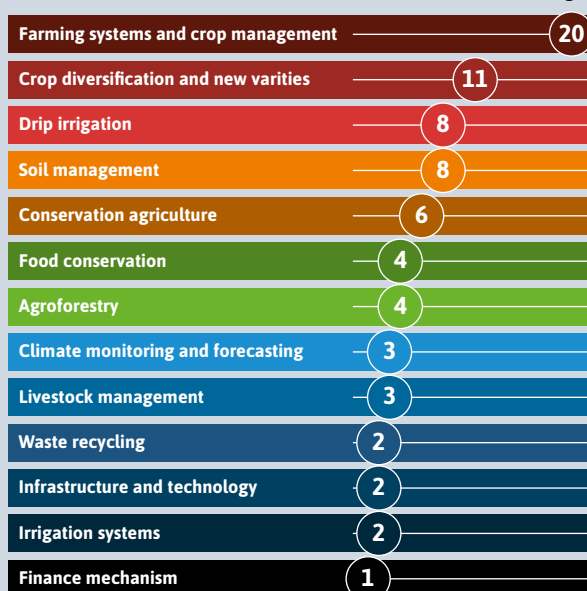 Farming systems and crop management 20
Crop diversification and new varities 11
Drip irrigation 8
Soil management 8
Conservation agriculture 6
Food conservation 4
Agroforestry 4
Climate monitoring and forecasting 3
Livestock management 3
Waste recycling 2
Infrastructure and technology 2
Irrigation systems 2
Finance mechanism 1